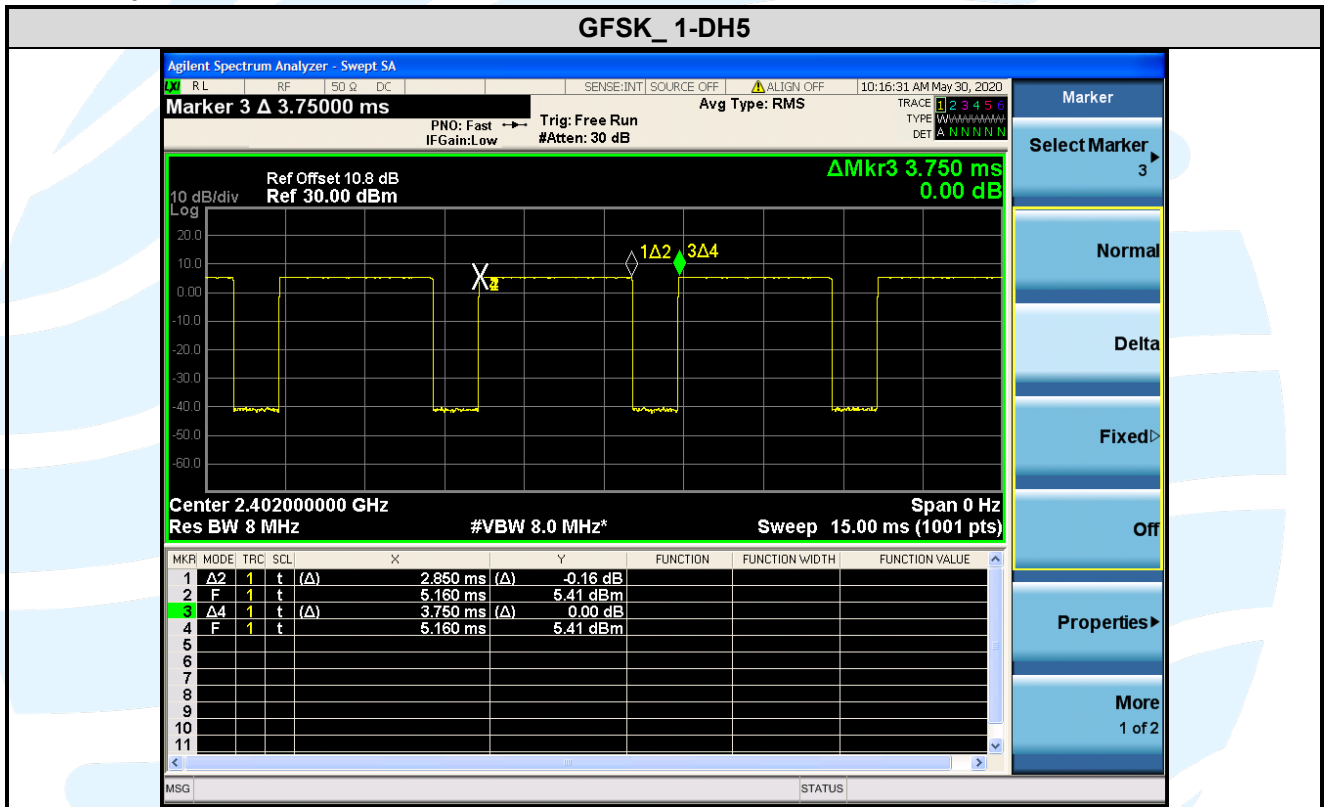 GFSK_ 1-DH5
Agilent Spectrum Analyzer - Swept SA
LXI RL RF 50 Ω DC SENSE:INT SOURCE OFF ⚠ALIGN OFF 10:16:31 AM May 30, 2020
Marker 3 Δ 3.75000 ms
PNO: Fast
IFGain:Low
Trig: Free Run
#Atten: 30 dB
Avg Type: RMS
TRACE 1 2 3 4 5 6
TYPE WWWWWW
DET A N N N N N
ΔMkr3 3.750 ms
0.00 dB
Ref Offset 10.8 dB
10 dB/div Ref 30.00 dBm
Log
20.0
10.0
0.00
-10.0
-20.0
-30.0
-40.0
-50.0
-60.0
1Δ2 3Δ4
Center 2.402000000 GHz Span 0 Hz
Res BW 8 MHz #VBW 8.0 MHz* Sweep 15.00 ms (1001 pts)
MKR MODE TRC SCL X Y FUNCTION FUNCTION WIDTH FUNCTION VALUE
1 Δ2 1 t (Δ) 2.850 ms (Δ) -0.16 dB
2 F 1 t 5.160 ms 5.41 dBm
3 Δ4 1 t (Δ) 3.750 ms (Δ) 0.00 dB
4 F 1 t 5.160 ms 5.41 dBm
5
6
7
8
9
10
11
MSG STATUS
Marker
Select Marker
3
Normal
Delta
Fixed
Off
Properties
More
1 of 2